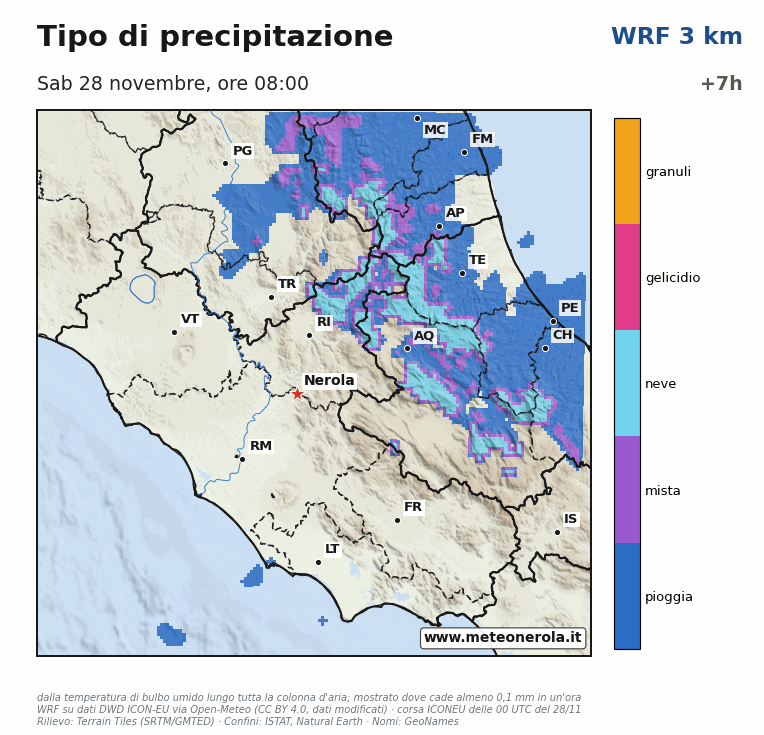 Tipo di precipitazione
WRF 3 km
Sab 28 novembre, ore 08:00
+7h
MC
FM
PG
AP
TE
TR
PE
VT
RI
AQ
CH
Nerola
RM
FR
IS
LT
www.meteonerola.it
granuli
gelicidio
neve
mista
pioggia
dalla temperatura di bulbo umido lungo tutta la colonna d'aria; mostrato dove cade almeno 0,1 mm in un'ora
WRF su dati DWD ICON-EU via Open-Meteo (CC BY 4.0, dati modificati) · corsa ICONEU delle 00 UTC del 28/11
Rilievo: Terrain Tiles (SRTM/GMTED) · Confini: ISTAT, Natural Earth · Nomi: GeoNames